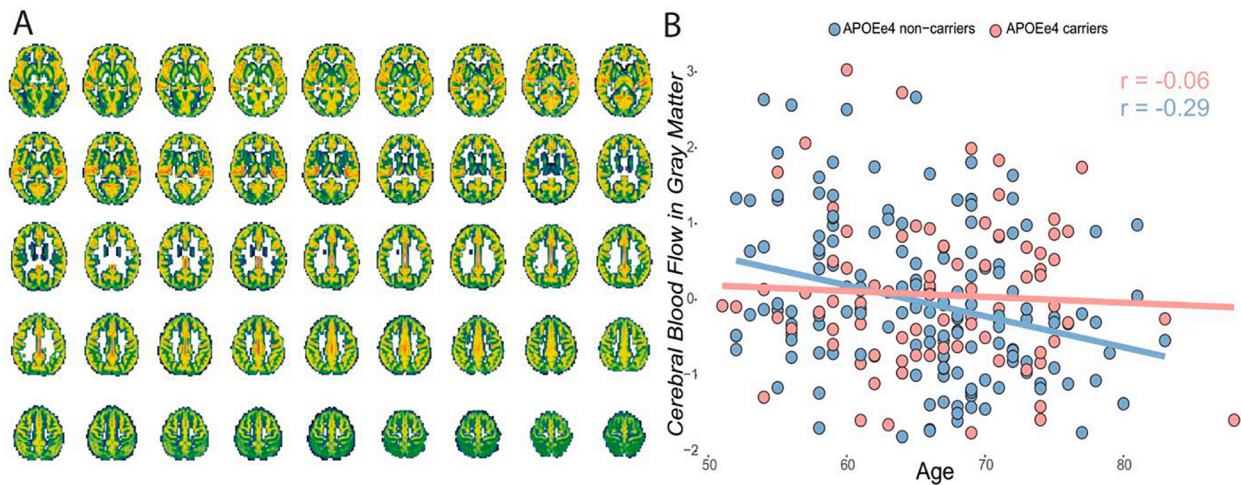 A
B
APOEe4 non-carriers APOEe4 carriers
r = -0.06
r = -0.29
Cerebral Blood Flow in Gray Matter
3
2
1
0
-1
-2
50 60 70 80
Age